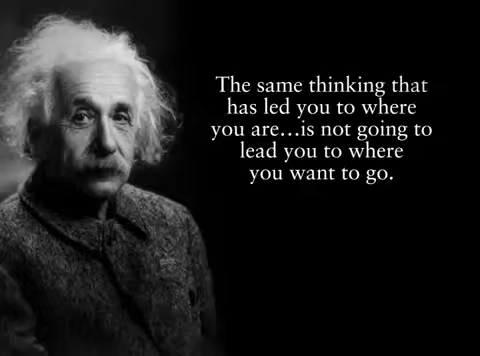 The same thinking that
has led you to where
you are...is not going to
lead you to where
you want to go.